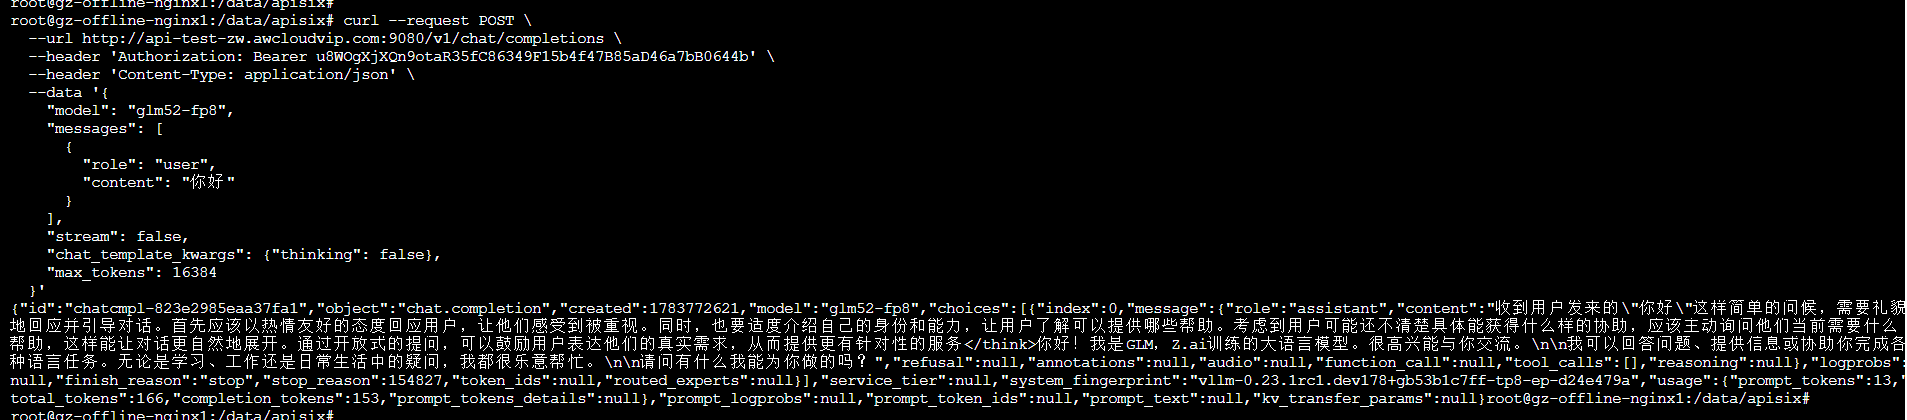 root@gz-offline-nginx1:/data/apisix#
root@gz-offline-nginx1:/data/apisix# curl --request POST \
  --url http://api-test-zw.awcloudvip.com:9080/v1/chat/completions \
  --header 'Authorization: Bearer u8WOgXjXQn9otaR35fC86349F15b4f47B85aD46a7bB0644b' \
  --header 'Content-Type: application/json' \
  --data '{
    "model": "glm52-fp8",
    "messages": [
      {
        "role": "user",
        "content": "你好"
      }
    ],
    "stream": false,
    "chat_template_kwargs": {"thinking": false},
    "max_tokens": 16384
  }'
{"id":"chatcmpl-823e2985eaa37fa1","object":"chat.completion","created":1783772621,"model":"glm52-fp8","choices":[{"index":0,"message":{"role":"assistant","content":"收到用户发来的\"你好\"这样简单的问候，需要礼貌
地回应并引导对话。首先应该以热情友好的态度回应用户，让他们感受到被重视。同时，也要适度介绍自己的身份和能力，让用户了解可以提供哪些帮助。考虑到用户可能还不清楚具体能获得什么样的协助，应该主动询问他们当前需要什么
帮助，这样能让对话更自然地展开。通过开放式的提问，可以鼓励用户表达他们的真实需求，从而提供更有针对性的服务</think>你好！我是GLM，Z.ai训练的大语言模型。很高兴能与你交流。\n\n我可以回答问题、提供信息或协助你完成各
种语言任务。无论是学习、工作还是日常生活中的疑问，我都很乐意帮忙。\n\n请问有什么我能为你做的吗？","refusal":null,"annotations":null,"audio":null,"function_call":null,"tool_calls":[],"reasoning":null},"logprobs":
null,"finish_reason":"stop","stop_reason":154827,"token_ids":null,"routed_experts":null}],"service_tier":null,"system_fingerprint":"vllm-0.23.1rc1.dev178+gb53b1c7ff-tp8-ep-d24e479a","usage":{"prompt_tokens":13,"
total_tokens":166,"completion_tokens":153,"prompt_tokens_details":null},"prompt_logprobs":null,"prompt_token_ids":null,"prompt_text":null,"kv_transfer_params":null}root@gz-offline-nginx1:/data/apisix#
root@gz-offline-nginx1:/data/apisix#